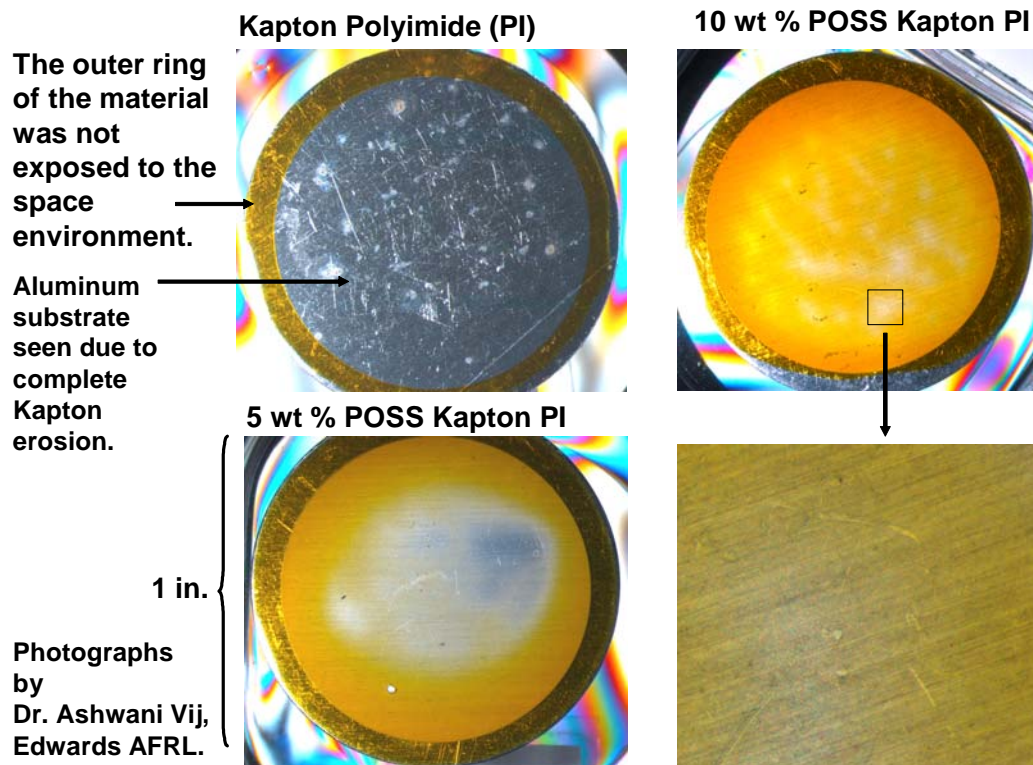 Kapton Polyimide (PI)
10 wt % POSS Kapton PI
The outer ring
of the material
was not
exposed to the
space
environment.
Aluminum
substrate
seen due to
complete
Kapton
erosion.
5 wt % POSS Kapton PI
1 in.
Photographs
by
Dr. Ashwani Vij,
Edwards AFRL.